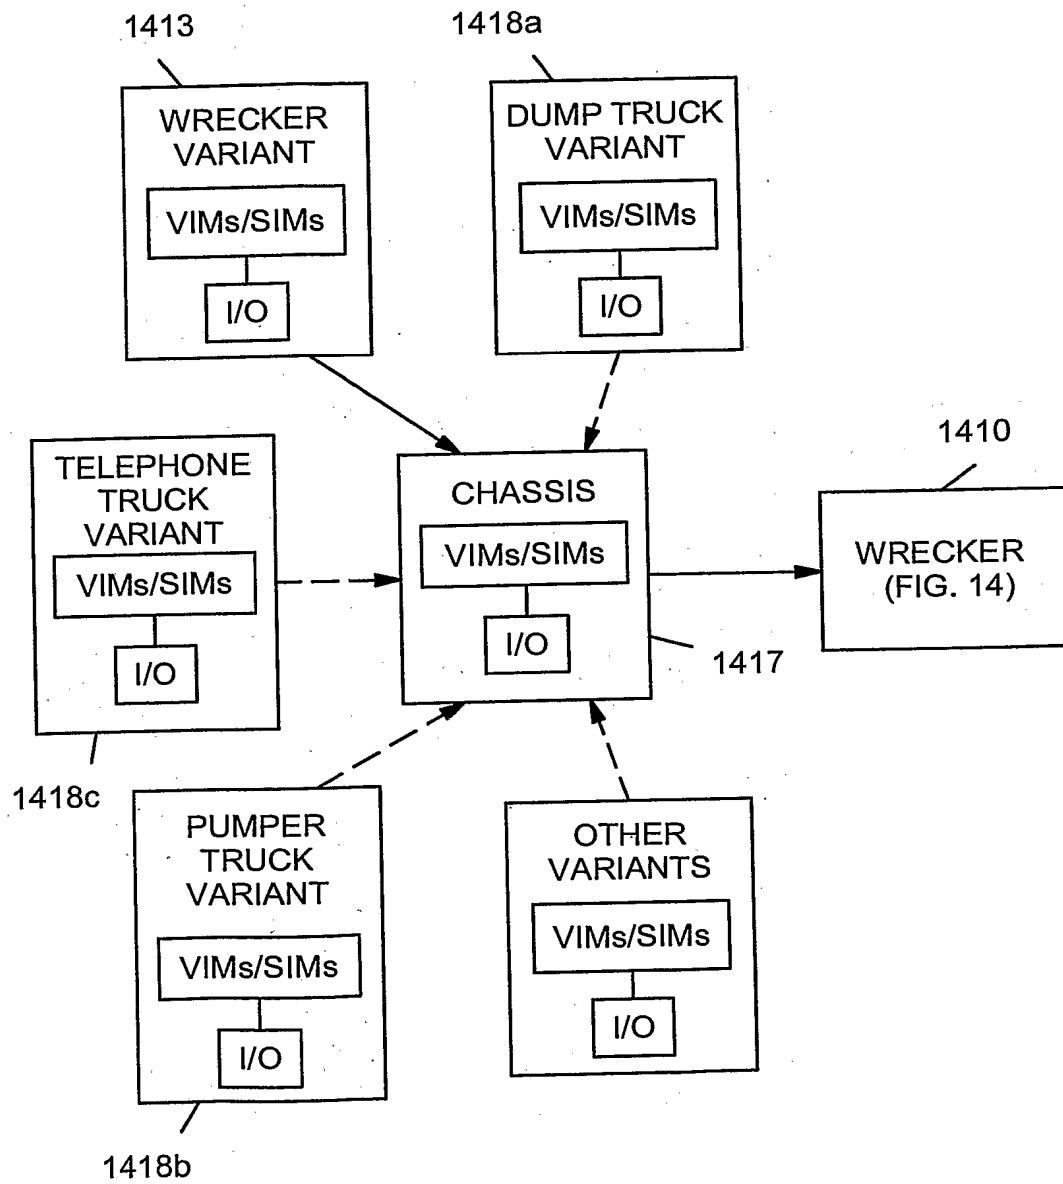 1413
1418a
WRECKER
VARIANT
VIMs/SIMs
I/O
DUMP TRUCK
VARIANT
VIMs/SIMs
I/O
TELEPHONE
TRUCK
VARIANT
VIMs/SIMs
I/O
1418c
CHASSIS
VIMs/SIMs
I/O
1417
1410
WRECKER
(FIG. 14)
PUMPER
TRUCK
VARIANT
VIMs/SIMs
I/O
1418b
OTHER
VARIANTS
VIMs/SIMs
I/O